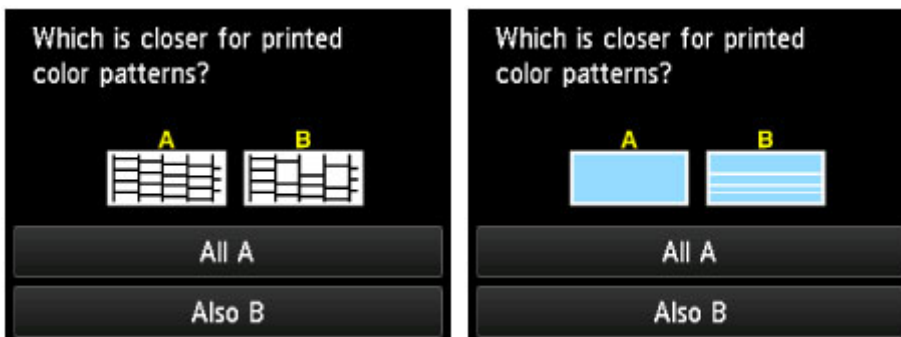 Which is closer for printed
color patterns?
A B
All A
Also B
Which is closer for printed
color patterns?
A B
All A
Also B